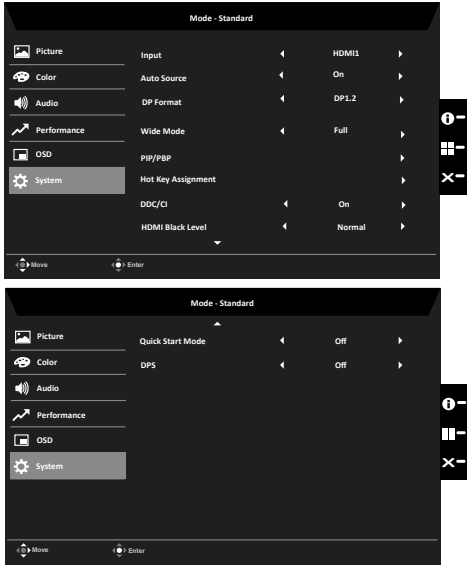 Mode - Standard
Picture
Input HDMI1
Color
Auto Source On
Audio
DP Format DP1.2
Performance
Wide Mode Full
OSD
PIP/PBP
System
Hot Key Assignment
DDC/CI On
HDMI Black Level Normal
Move Enter
Mode - Standard
Picture
Quick Start Mode Off
Color
DPS Off
Audio
Performance
OSD
System
Move Enter